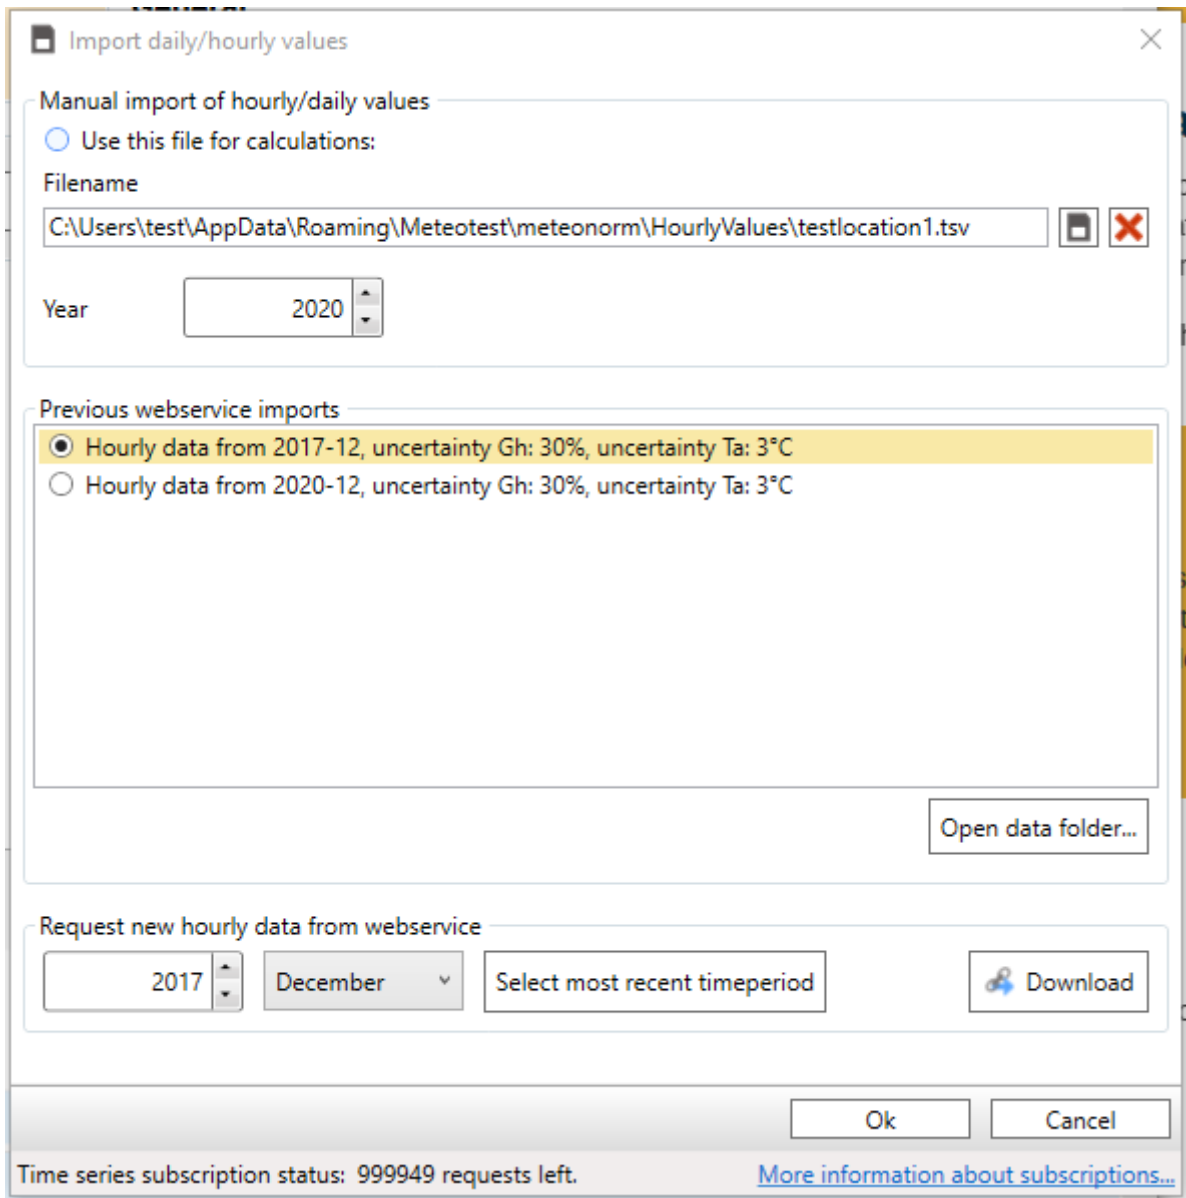 General
Import daily/hourly values
Manual import of hourly/daily values
Use this file for calculations:
Filename
C:\Users\test\AppData\Roaming\Meteotest\meteonorm\HourlyValues\testlocation1.tsv
Year 2020
Previous webservice imports
Hourly data from 2017-12, uncertainty Gh: 30%, uncertainty Ta: 3°C
Hourly data from 2020-12, uncertainty Gh: 30%, uncertainty Ta: 3°C
Open data folder...
Request new hourly data from webservice
2017 December Select most recent timeperiod Download
Ok Cancel
Time series subscription status: 999949 requests left. More information about subscriptions...